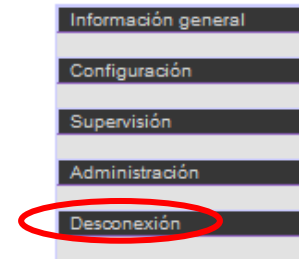 Información general
Configuración
Supervisión
Administración
Desconexión